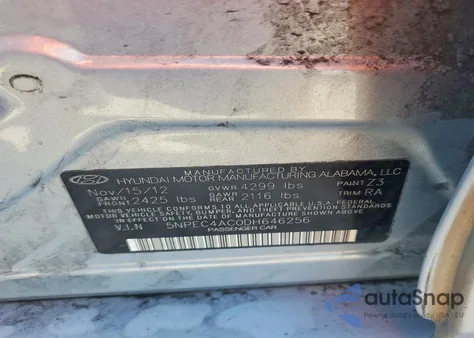 MANUFACTURED BY
HYUNDAI MOTOR MANUFACTURING ALABAMA, LLC
Nov/15/12 GVWR 4299 lbs PAINT Z3
GAWR FRONT 2425 lbs GAWR REAR 2116 lbs TRIM RA
THIS VEHICLE CONFORMS TO ALL APPLICABLE U.S.A. FEDERAL
MOTOR VEHICLE SAFETY, BUMPER, AND THEFT PREVENTION
STANDARDS IN EFFECT ON THE DATE OF MANUFACTURE SHOWN ABOVE.
V.I.N 5NPEC4AC0DH646256
PASSENGER CAR
autoSnap